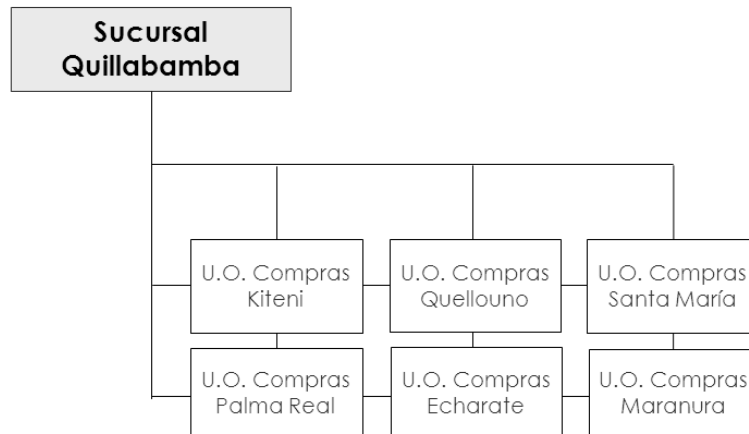 Sucursal
Quillabamba
U.O. Compras
Kiteni
U.O. Compras
Quellouno
U.O. Compras
Santa María
U.O. Compras
Palma Real
U.O. Compras
Echarate
U.O. Compras
Maranura